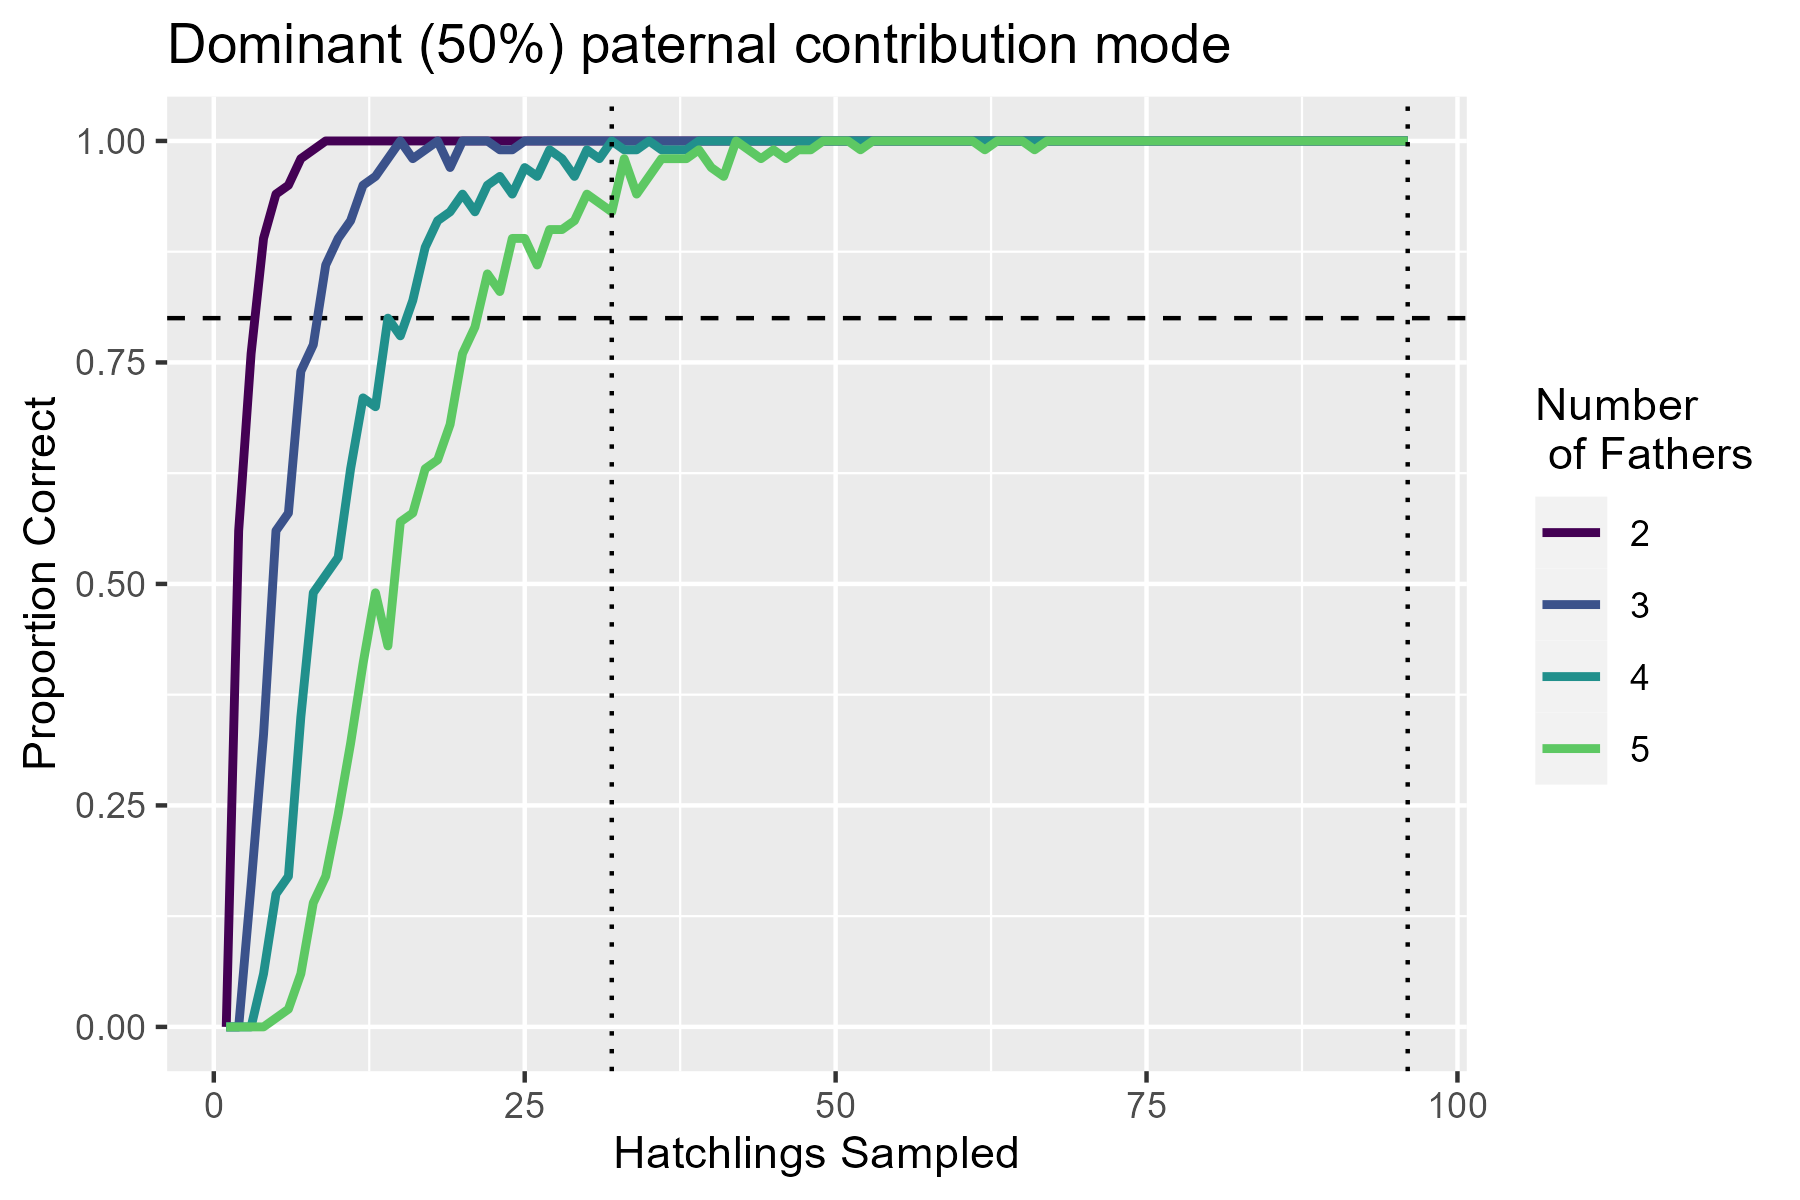 Dominant (50%) paternal contribution mode
1.00
0.75
0.50
0.25
0.00
Proportion Correct
0 25 50 75 100
Hatchlings Sampled
Number
of Fathers
2
3
4
5